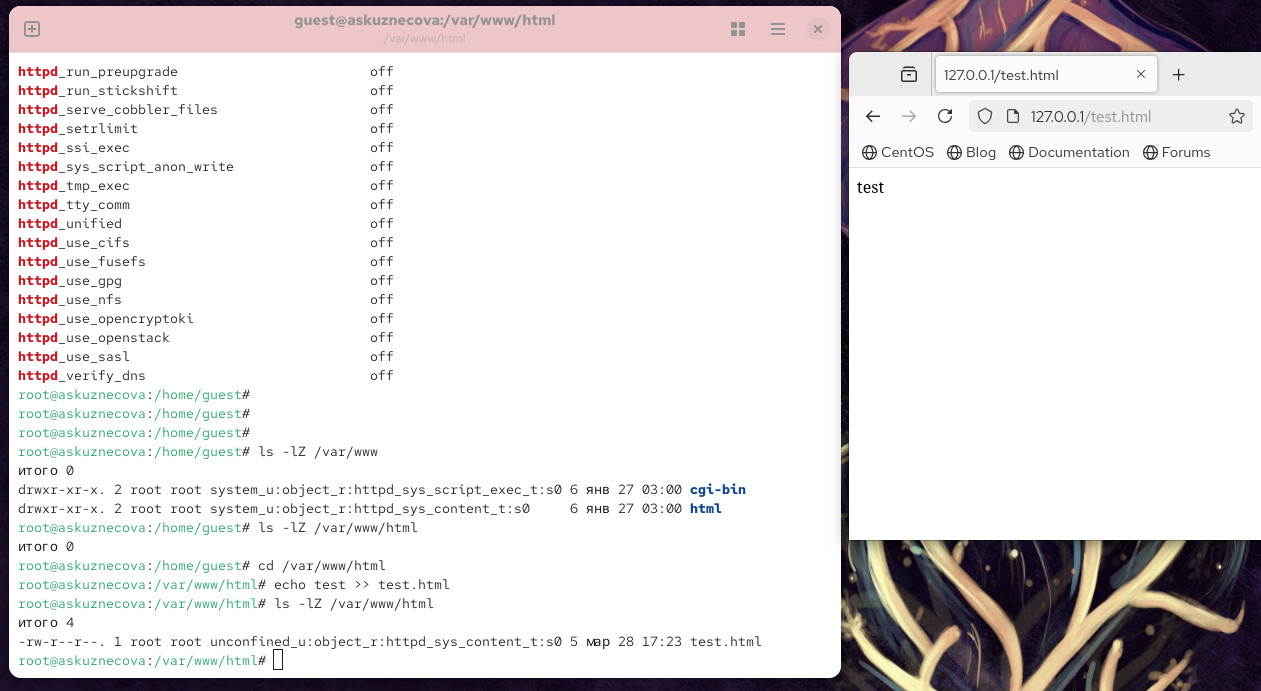 guest@askuznecova:/var/www/html
/var/www/html
httpd_run_preupgrade off
httpd_run_stickshift off
httpd_serve_cobbler_files off
httpd_setrlimit off
httpd_ssi_exec off
httpd_sys_script_anon_write off
httpd_tmp_exec off
httpd_tty_comm off
httpd_unified off
httpd_use_cifs off
httpd_use_fusefs off
httpd_use_gpg off
httpd_use_nfs off
httpd_use_opencryptoki off
httpd_use_openstack off
httpd_use_sasl off
httpd_verify_dns off
root@askuznecova:/home/guest#
root@askuznecova:/home/guest#
root@askuznecova:/home/guest#
root@askuznecova:/home/guest# ls -lZ /var/www
итого 0
drwxr-xr-x. 2 root root system_u:object_r:httpd_sys_script_exec_t:s0 6 янв 27 03:00 cgi-bin
drwxr-xr-x. 2 root root system_u:object_r:httpd_sys_content_t:s0     6 янв 27 03:00 html
root@askuznecova:/home/guest# ls -lZ /var/www/html
итого 0
root@askuznecova:/home/guest# cd /var/www/html
root@askuznecova:/var/www/html# echo test >> test.html
root@askuznecova:/var/www/html# ls -lZ /var/www/html
итого 4
-rw-r--r--. 1 root root unconfined_u:object_r:httpd_sys_content_t:s0 5 мар 28 17:23 test.html
root@askuznecova:/var/www/html#
127.0.0.1/test.html
127.0.0.1/test.html
CentOS Blog Documentation Forums
test